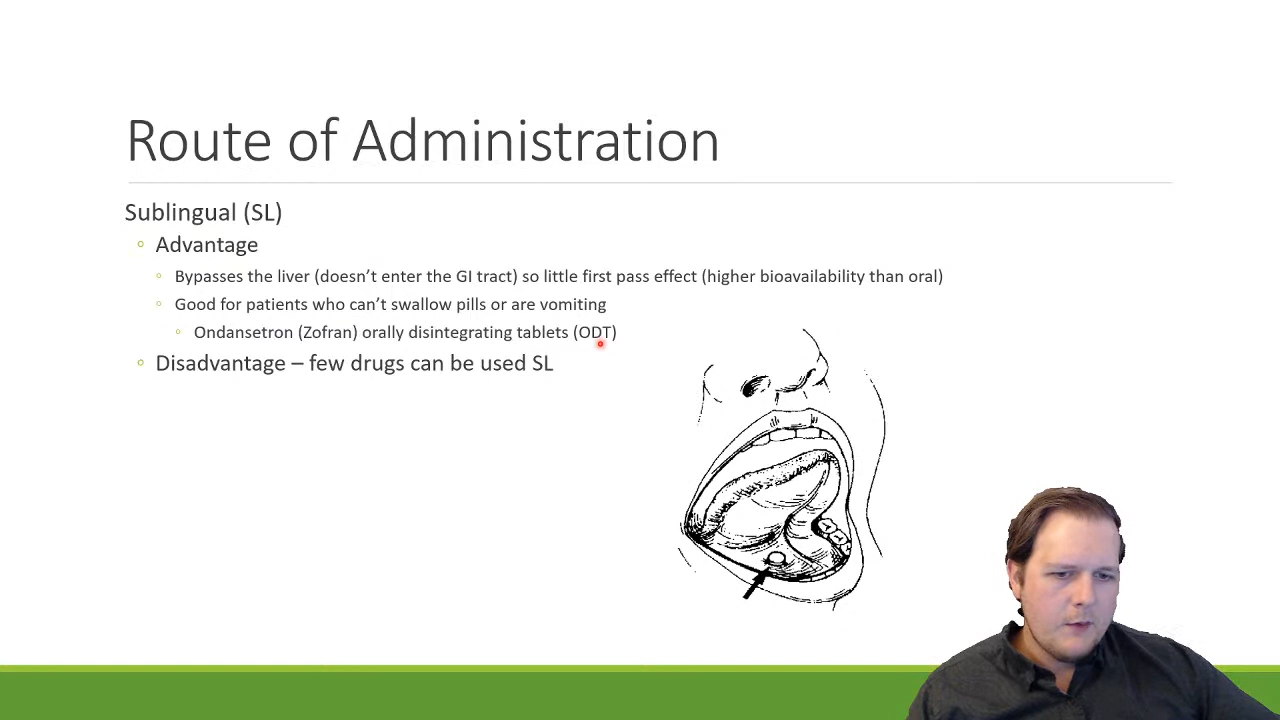 Route of Administration
Sublingual (SL)
Advantage
Bypasses the liver (doesn’t enter the GI tract) so little first pass effect (higher bioavailability than oral)
Good for patients who can’t swallow pills or are vomiting
Ondansetron (Zofran) orally disintegrating tablets (ODT)
Disadvantage – few drugs can be used SL